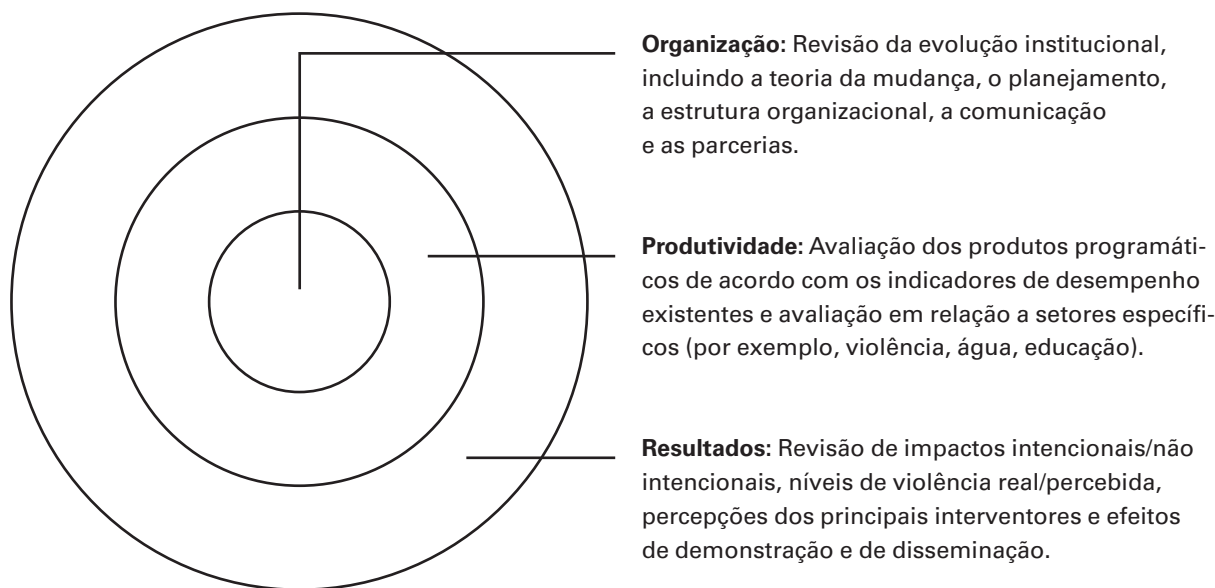 Organização: Revisão da evolução institucional,
incluindo a teoria da mudança, o planejamento,
a estrutura organizacional, a comunicação
e as parcerias.
Produtividade: Avaliação dos produtos programáti-
cos de acordo com os indicadores de desempenho
existentes e avaliação em relação a setores específi-
cos (por exemplo, violência, água, educação).
Resultados: Revisão de impactos intencionais/não
intencionais, níveis de violência real/percebida,
percepções dos principais interventores e efeitos
de demonstração e de disseminação.